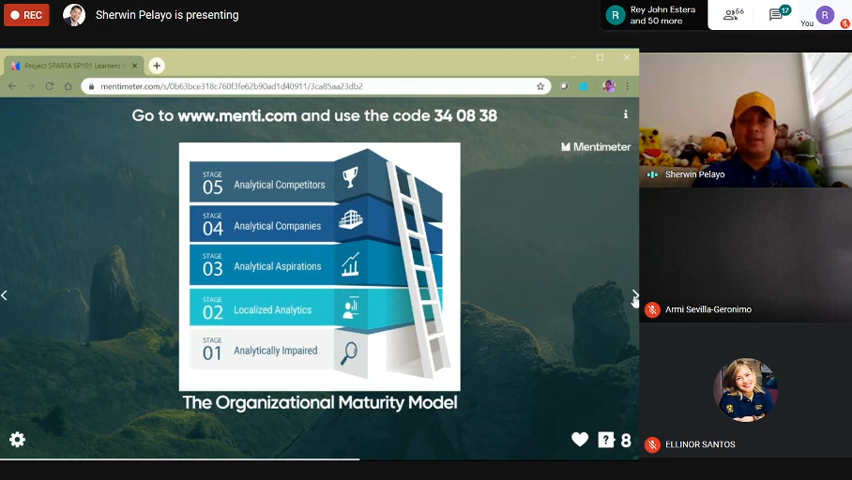 REC
Sherwin Pelayo is presenting
R
Rey John Estera
and 50 more
56
17
You
R
Project SPARTA SP101 Learners
mentimeter.com/s/0b63bce318c760f3fe62b90ad1d40911/3ca85aa23db2
Go to www.menti.com and use the code 34 08 38
Mentimeter
STAGE
05
Analytical Competitors
STAGE
04
Analytical Companies
STAGE
03
Analytical Aspirations
STAGE
02
Localized Analytics
STAGE
01
Analytically Impaired
The Organizational Maturity Model
8
Sherwin Pelayo
Armi Sevilla-Geronimo
ELLINOR SANTOS